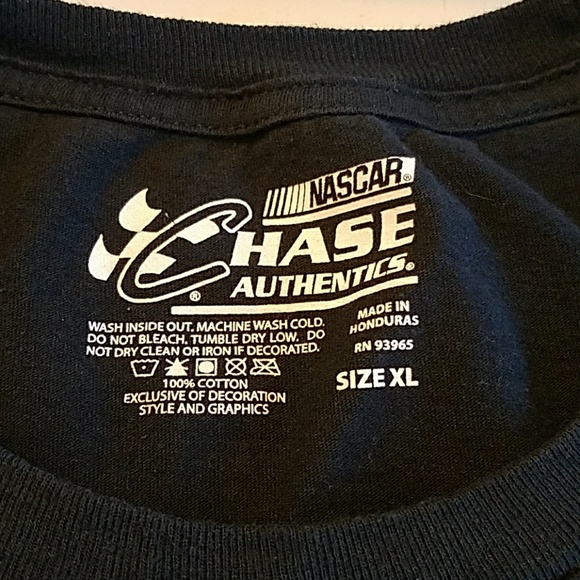 NASCAR®
CHASE
AUTHENTICS®
®
WASH INSIDE OUT. MACHINE WASH COLD.
DO NOT BLEACH, TUMBLE DRY LOW. DO
NOT DRY CLEAN OR IRON IF DECORATED.
100% COTTON
EXCLUSIVE OF DECORATION
STYLE AND GRAPHICS
MADE IN
HONDURAS
RN 93965
SIZE XL